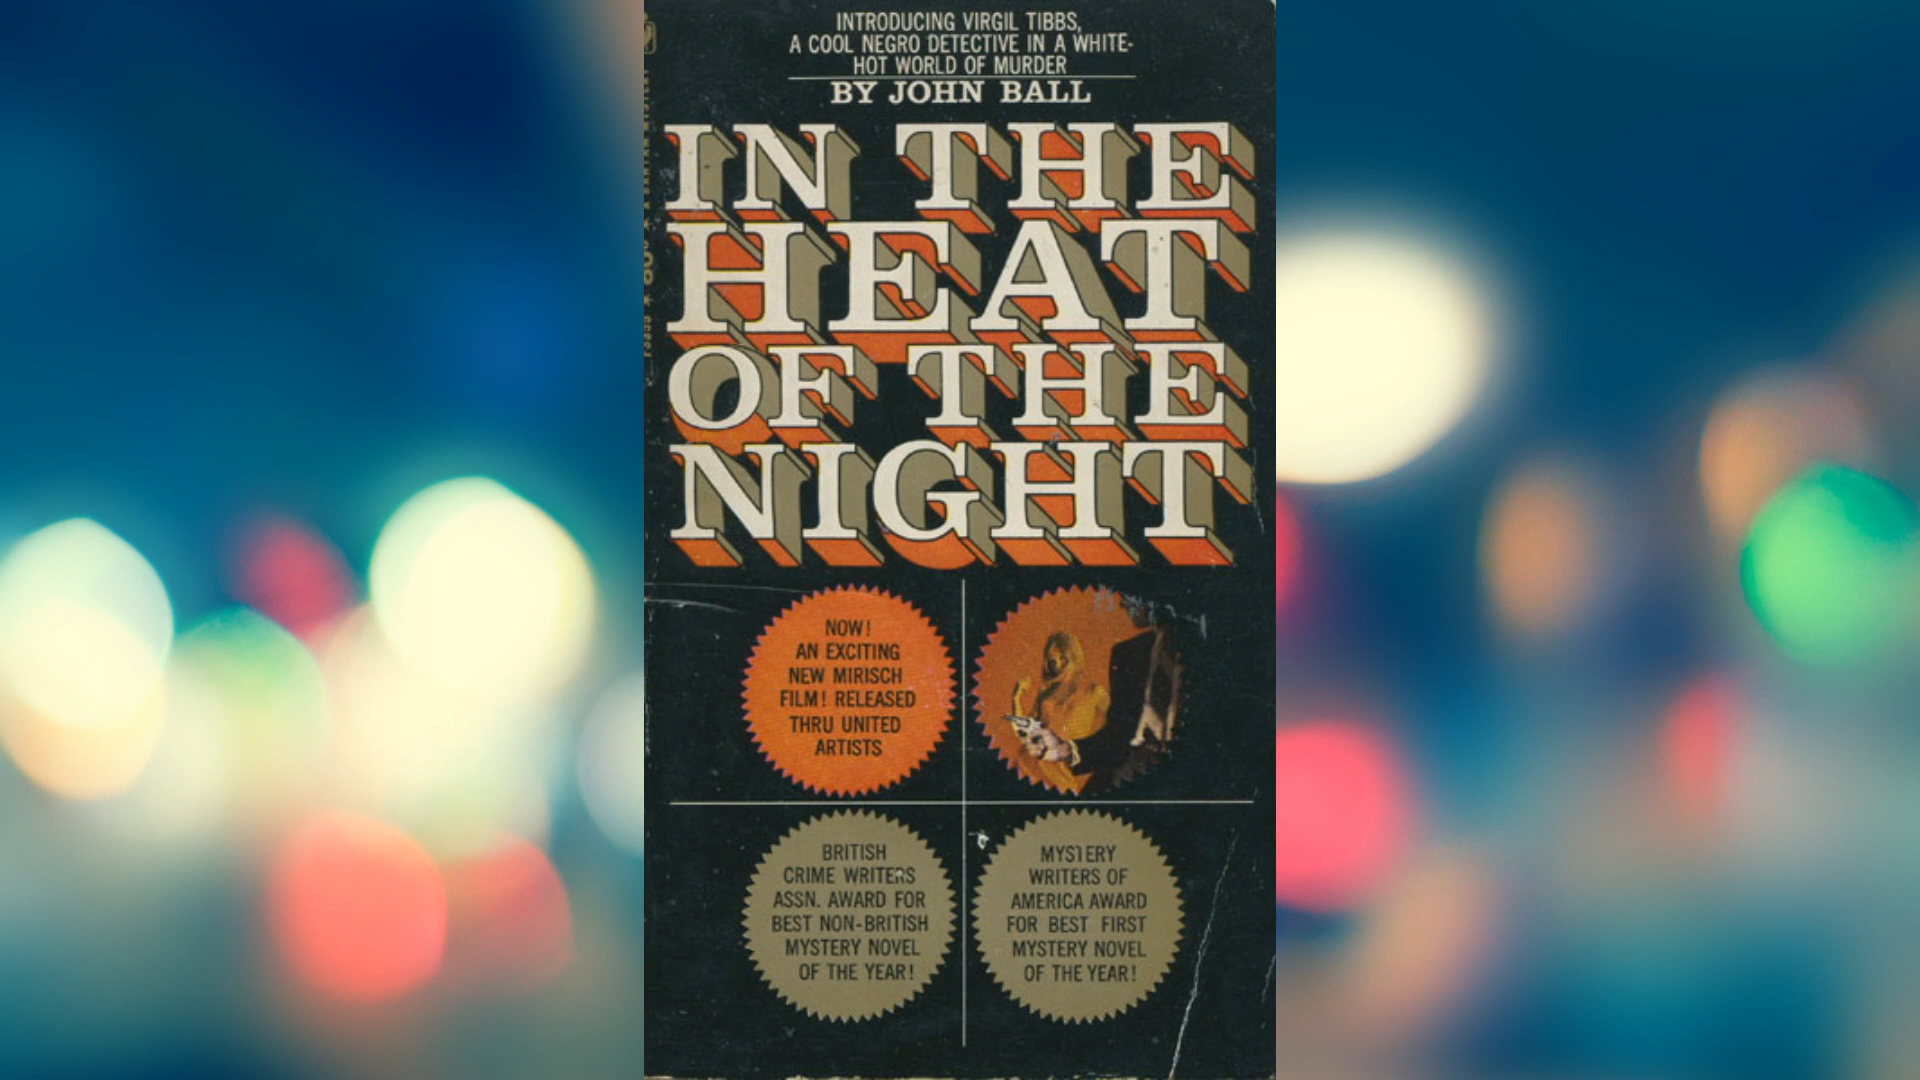 INTRODUCING VIRGIL TIBBS,
A COOL NEGRO DETECTIVE IN A WHITE-
HOT WORLD OF MURDER
BY JOHN BALL
IN THE
HEAT
OF THE
NIGHT
NOW!
AN EXCITING
NEW MIRISCH
FILM! RELEASED
THRU UNITED
ARTISTS
BRITISH
CRIME WRITERS
ASSN. AWARD FOR
BEST NON-BRITISH
MYSTERY NOVEL
OF THE YEAR!
MYSTERY
WRITERS OF
AMERICA AWARD
FOR BEST FIRST
MYSTERY NOVEL
OF THE YEAR!